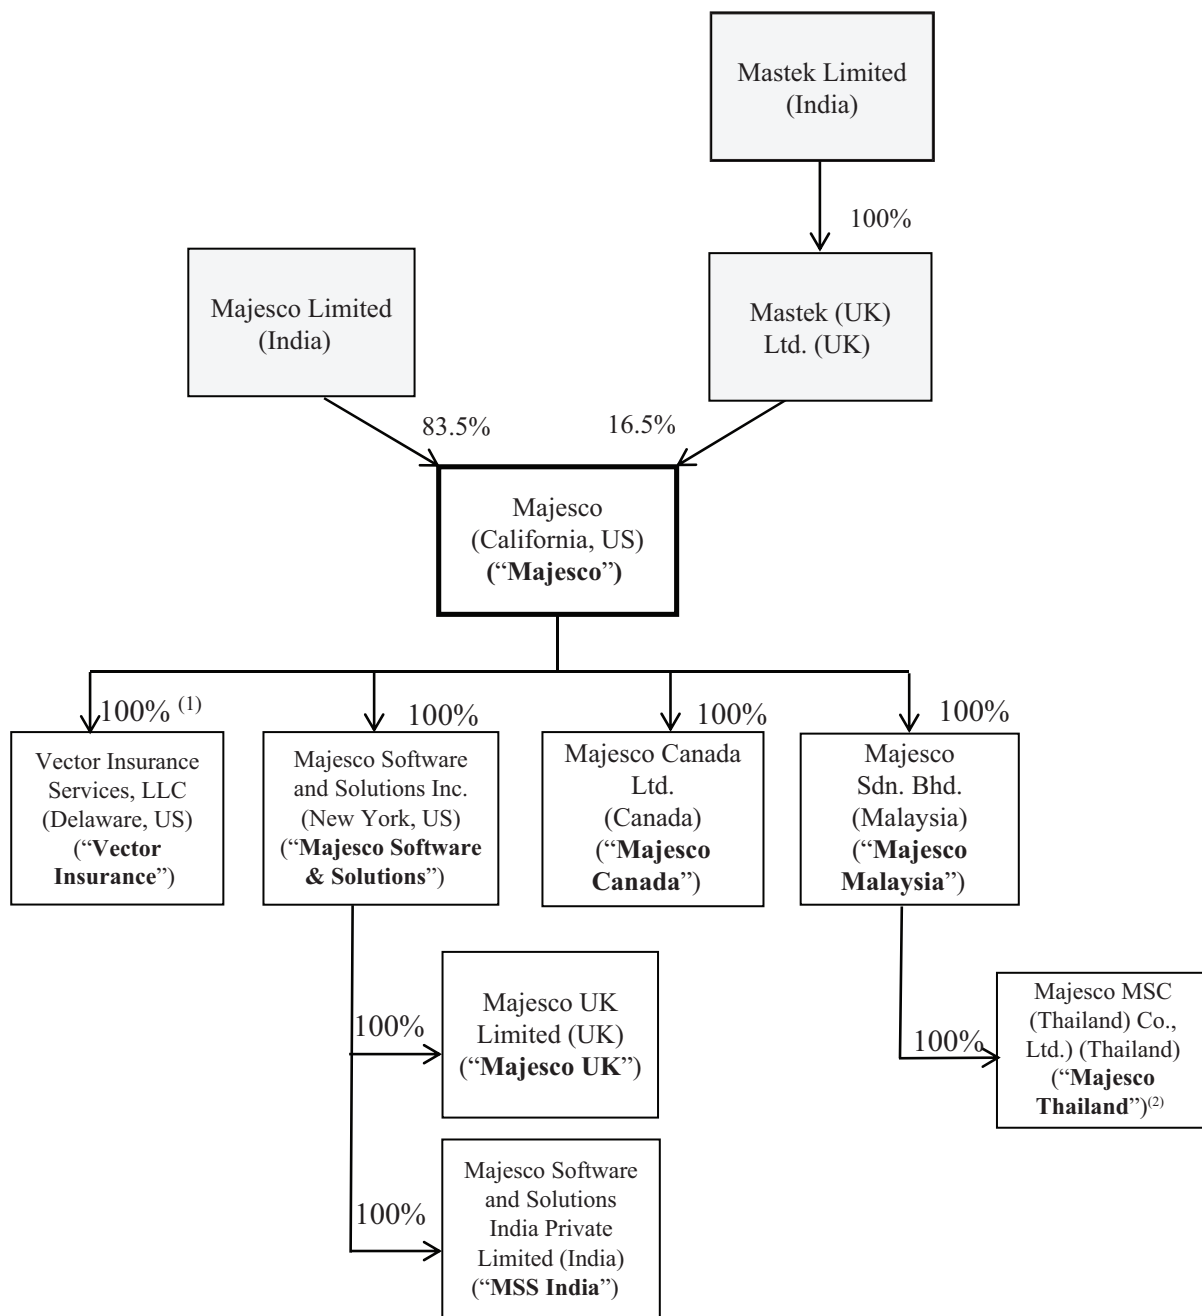 Mastek Limited
(India)
100%
Majesco Limited
(India)
Mastek (UK)
Ltd. (UK)
83.5%
16.5%
Majesco
(California, US)
(“Majesco”)
100% (1)
100%
100%
100%
Vector Insurance
Services, LLC
(Delaware, US)
(“Vector
Insurance”)
Majesco Software
and Solutions Inc.
(New York, US)
(“Majesco Software
& Solutions”)
Majesco Canada
Ltd.
(Canada)
(“Majesco
Canada”)
Majesco
Sdn. Bhd.
(Malaysia)
(“Majesco
Malaysia”)
100%
Majesco UK
Limited (UK)
(“Majesco UK”)
100%
Majesco MSC
(Thailand) Co.,
Ltd.) (Thailand)
(“Majesco
Thailand”)(2)
100%
Majesco Software
and Solutions
India Private
Limited (India)
(“MSS India”)